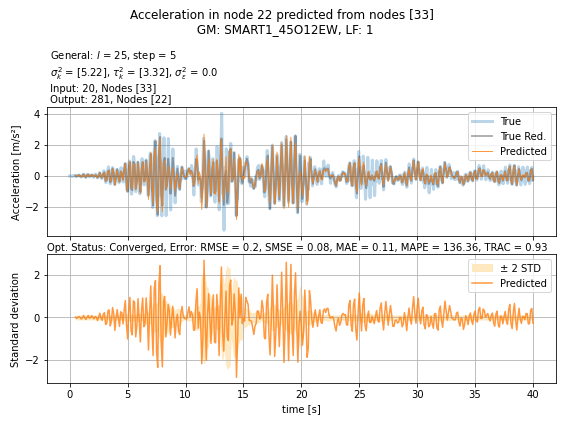 Acceleration in node 22 predicted from nodes [33]
GM: SMART1_45O12EW, LF: 1
General: l = 25, step = 5
σ²ₖ = [5.22], τ²ₖ = [3.32], σ²ε = 0.0
Input: 20, Nodes [33]
Output: 281, Nodes [22]
True
True Red.
Predicted
Acceleration [m/s²]
4
2
0
−2
Opt. Status: Converged, Error: RMSE = 0.2, SMSE = 0.08, MAE = 0.11, MAPE = 136.36, TRAC = 0.93
± 2 STD
Predicted
Standard deviation
2
0
−2
0 5 10 15 20 25 30 35 40
time [s]